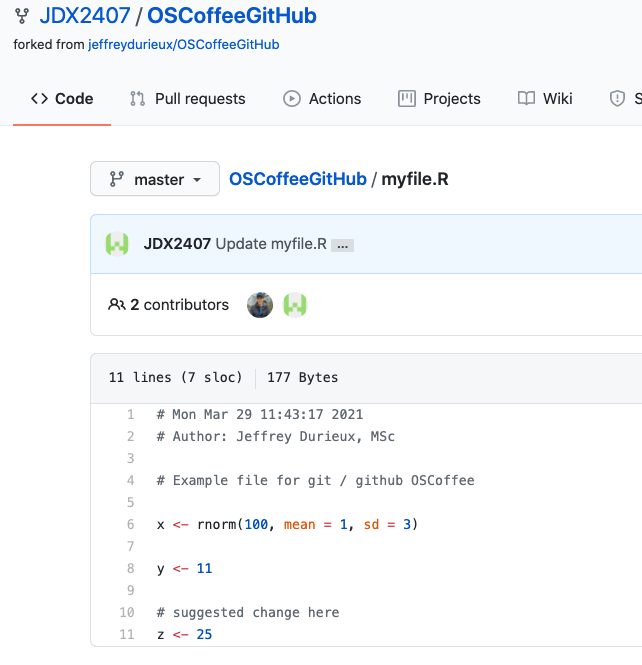 JDX2407 / OSCoffeeGitHub
forked from jeffreydurieux/OSCoffeeGitHub
<> Code Pull requests Actions Projects Wiki S
master OSCoffeeGitHub / myfile.R
JDX2407 Update myfile.R ...
2 contributors
11 lines (7 sloc) 177 Bytes
1 # Mon Mar 29 11:43:17 2021
2 # Author: Jeffrey Durieux, MSc
3
4 # Example file for git / github OSCoffee
5
6 x <- rnorm(100, mean = 1, sd = 3)
7
8 y <- 11
9
10 # suggested change here
11 z <- 25